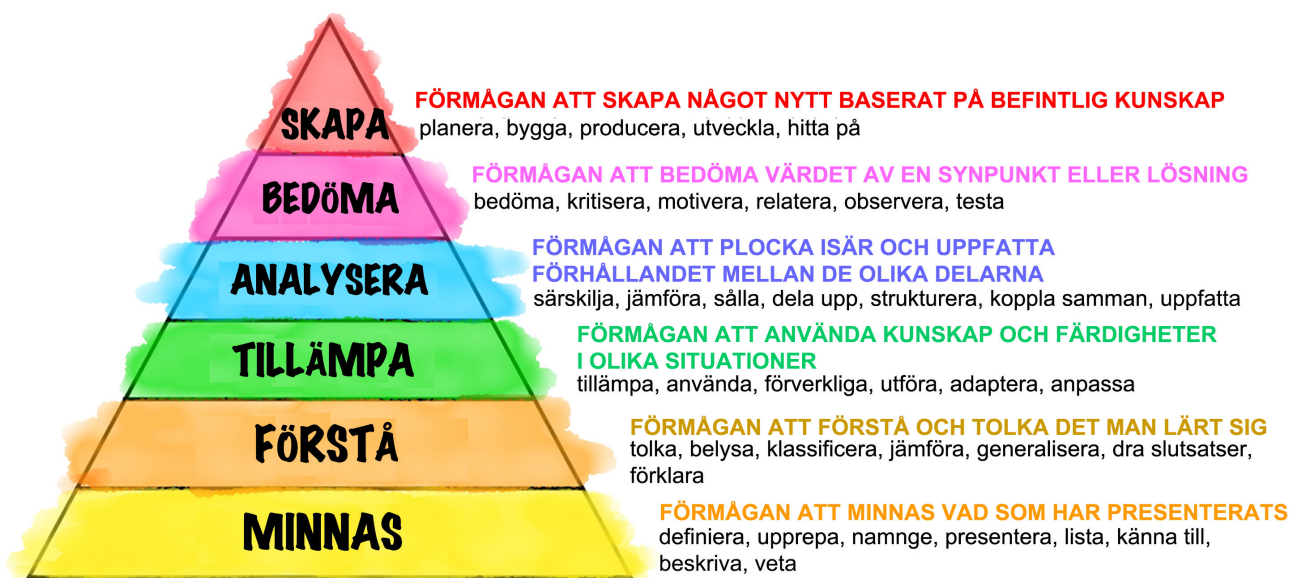 SKAPA
FÖRMÅGAN ATT SKAPA NÅGOT NYTT BASERAT PÅ BEFINTLIG KUNSKAP
planera, bygga, producera, utveckla, hitta på
BEDÖMA
FÖRMÅGAN ATT BEDÖMA VÄRDET AV EN SYNPUNKT ELLER LÖSNING
bedöma, kritisera, motivera, relatera, observera, testa
ANALYSERA
FÖRMÅGAN ATT PLOCKA ISÄR OCH UPPFATTA
FÖRHÅLLANDET MELLAN DE OLIKA DELARNA
särskilja, jämföra, sålla, dela upp, strukturera, koppla samman, uppfatta
TILLÄMPA
FÖRMÅGAN ATT ANVÄNDA KUNSKAP OCH FÄRDIGHETER
I OLIKA SITUATIONER
tillämpa, använda, förverkliga, utföra, adaptera, anpassa
FÖRSTÅ
FÖRMÅGAN ATT FÖRSTÅ OCH TOLKA DET MAN LÄRT SIG
tolka, belysa, klassificera, jämföra, generalisera, dra slutsatser,
förklara
MINNAS
FÖRMÅGAN ATT MINNAS VAD SOM HAR PRESENTERATS
definiera, upprepa, namnge, presentera, lista, känna till,
beskriva, veta